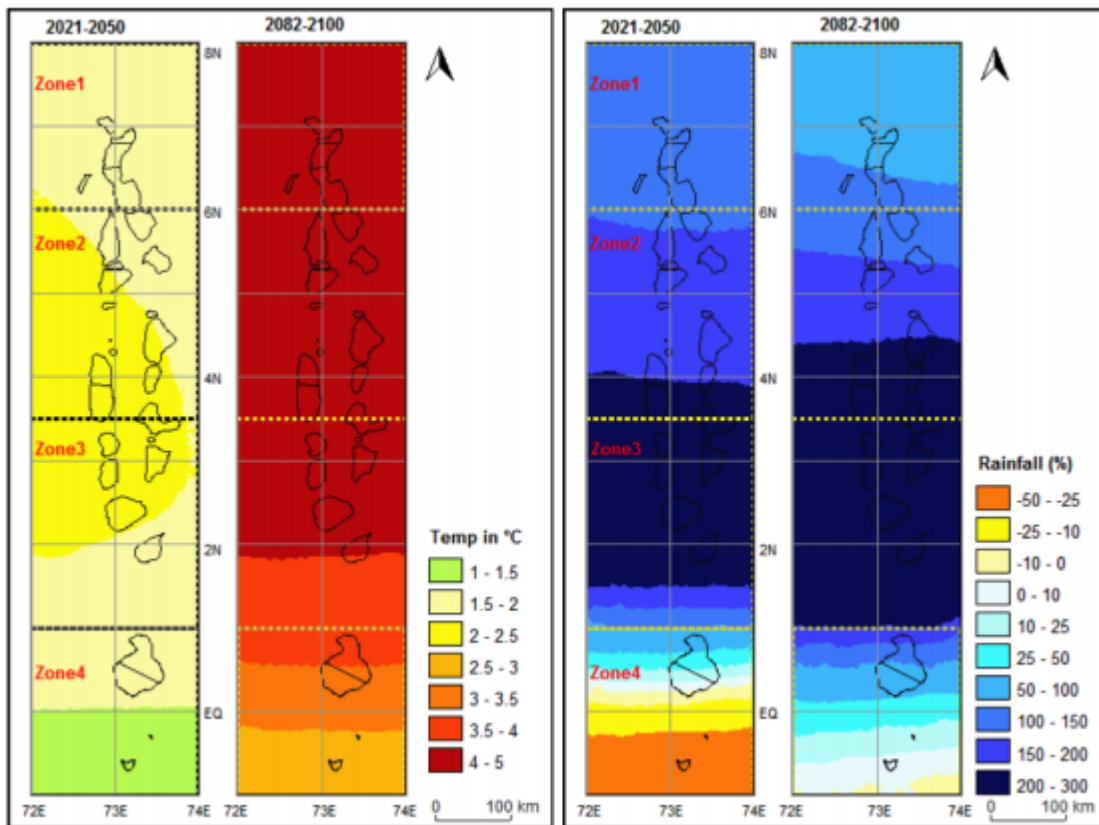 2021-2050
2082-2100
8N
6N
4N
2N
EQ
Zone1
Zone2
Zone3
Zone4
72E
73E
74E
73E
74E
Temp in °C
1 - 1.5
1.5 - 2
2 - 2.5
2.5 - 3
3 - 3.5
3.5 - 4
4 - 5
0 100 km
2021-2050
2082-2100
8N
6N
4N
2N
EQ
Zone1
Zone2
Zone3
Zone4
72E
73E
74E
73E
74E
Rainfall (%)
-50 - -25
-25 - -10
-10 - 0
0 - 10
10 - 25
25 - 50
50 - 100
100 - 150
150 - 200
200 - 300
0 100 km